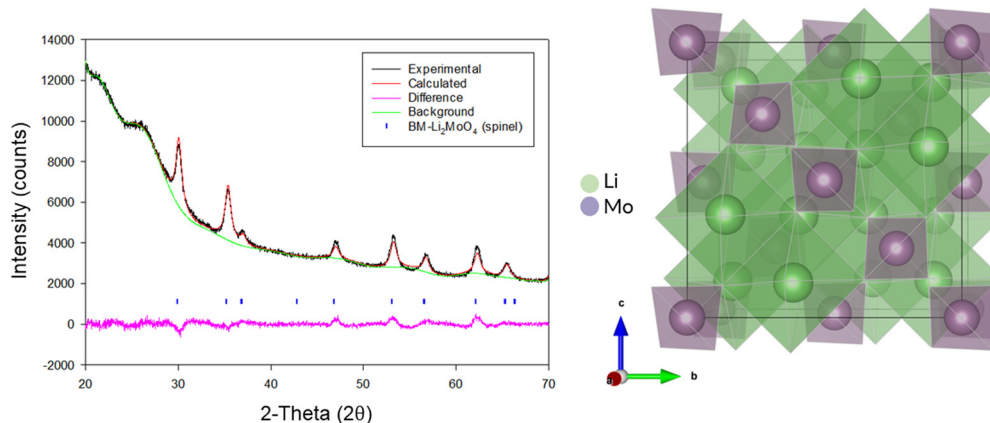 14000
12000
10000
8000
6000
4000
2000
0
-2000
Intensity (counts)
Experimental
Calculated
Difference
Background
BM-Li₂MoO₄ (spinel)
20 30 40 50 60 70
2-Theta (2θ)
Li
Mo
c
a
b